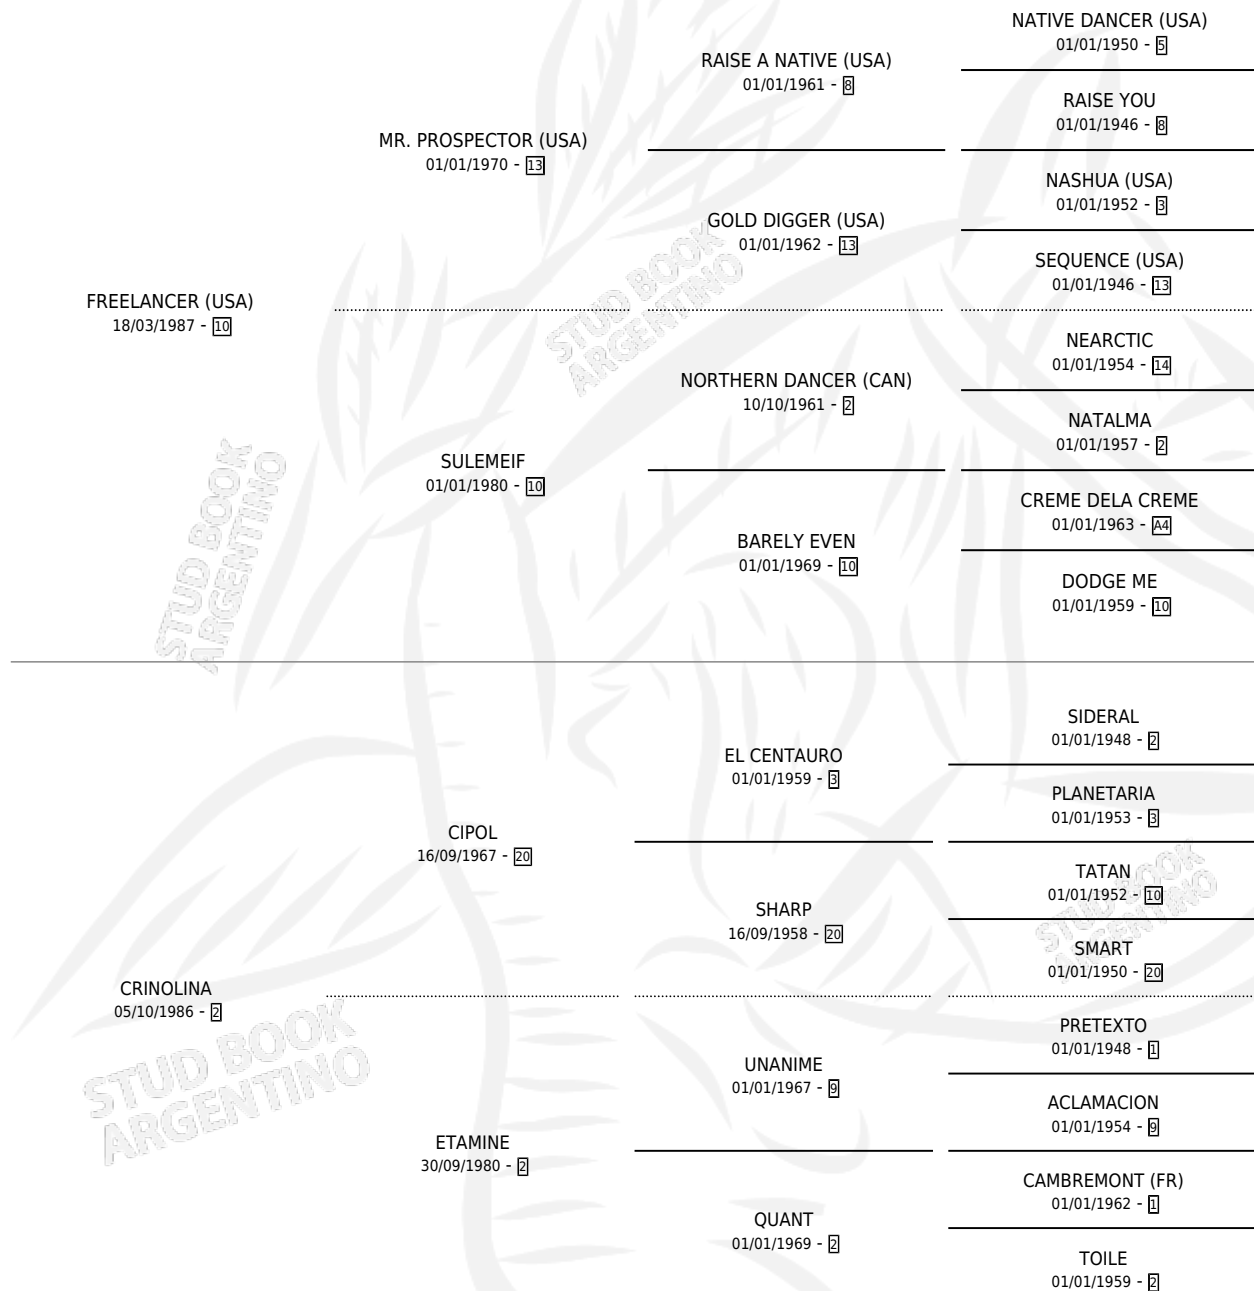 NATIVE DANCER (USA)
01/01/1950 - 5
RAISE A NATIVE (USA)
01/01/1961 - 8
RAISE YOU
01/01/1946 - 8
MR. PROSPECTOR (USA)
01/01/1970 - 13
NASHUA (USA)
01/01/1952 - 3
GOLD DIGGER (USA)
01/01/1962 - 13
SEQUENCE (USA)
01/01/1946 - 13
FREELANCER (USA)
18/03/1987 - 10
NEARCTIC
01/01/1954 - 14
NORTHERN DANCER (CAN)
10/10/1961 - 2
NATALMA
01/01/1957 - 2
SULEMEIF
01/01/1980 - 10
CREME DELA CREME
01/01/1963 - A4
BARELY EVEN
01/01/1969 - 10
DODGE ME
01/01/1959 - 10
SIDERAL
01/01/1948 - 2
EL CENTAURO
01/01/1959 - 3
PLANETARIA
01/01/1953 - 3
CIPOL
16/09/1967 - 20
TATAN
01/01/1952 - 10
SHARP
16/09/1958 - 20
SMART
01/01/1950 - 20
CRINOLINA
05/10/1986 - 2
PRETEXTO
01/01/1948 - 1
UNANIME
01/01/1967 - 9
ACLAMACION
01/01/1954 - 9
ETAMINE
30/09/1980 - 2
CAMBREMONT (FR)
01/01/1962 - 1
QUANT
01/01/1969 - 2
TOILE
01/01/1959 - 2
STUD BOOK
ARGENTINO
STUD BOOK
ARGENTINO
STUD BOOK
ARGENTINO
STUD BOOK
ARGENTINO